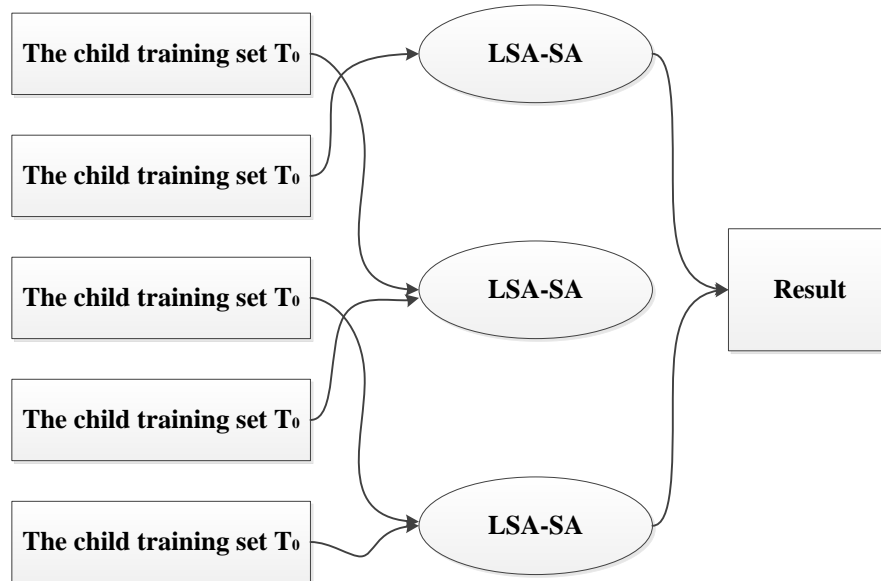 The child training set T₀
LSA-SA
The child training set T₀
The child training set T₀
LSA-SA
Result
The child training set T₀
The child training set T₀
LSA-SA